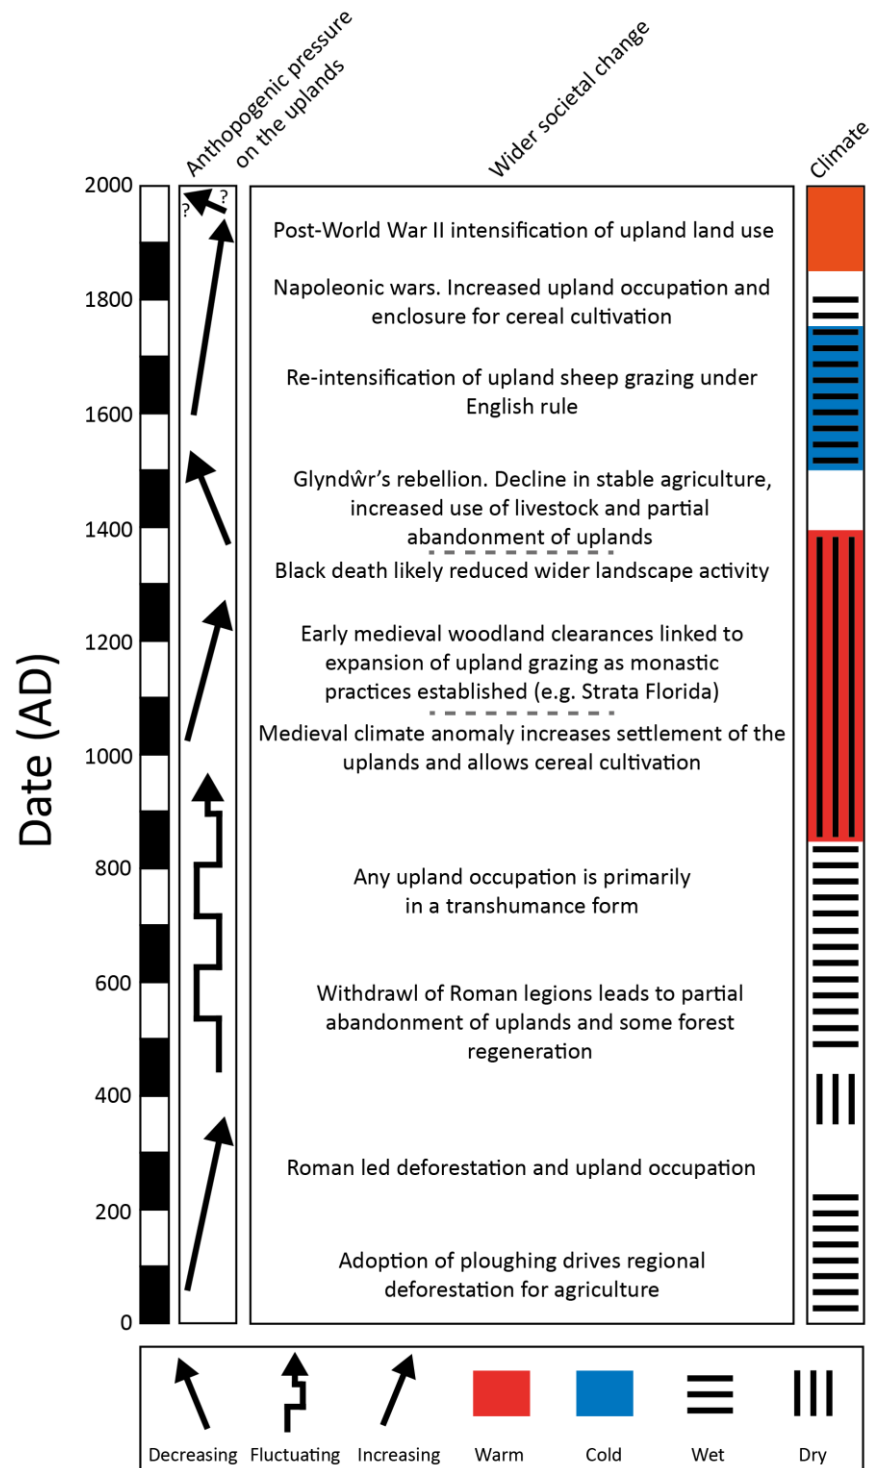 Anthopogenic pressure
on the uplands
Wider societal change
Climate
Date (AD)
2000
1800
1600
1400
1200
1000
800
600
400
200
0
?
?
Post-World War II intensification of upland land use
Napoleonic wars. Increased upland occupation and
enclosure for cereal cultivation
Re-intensification of upland sheep grazing under
English rule
Glyndŵr’s rebellion. Decline in stable agriculture,
increased use of livestock and partial
abandonment of uplands
Black death likely reduced wider landscape activity
Early medieval woodland clearances linked to
expansion of upland grazing as monastic
practices established (e.g. Strata Florida)
Medieval climate anomaly increases settlement of the
uplands and allows cereal cultivation
Any upland occupation is primarily
in a transhumance form
Withdrawl of Roman legions leads to partial
abandonment of uplands and some forest
regeneration
Roman led deforestation and upland occupation
Adoption of ploughing drives regional
deforestation for agriculture
Decreasing Fluctuating Increasing Warm Cold Wet Dry